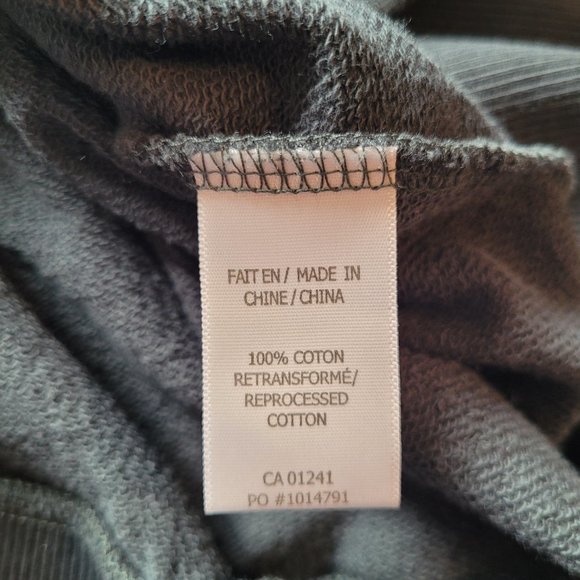 FAIT EN/ MADE IN
CHINE/CHINA
100% COTON
RETRANSFORMÉ/
REPROCESSED
COTTON
CA 01241
PO #1014791